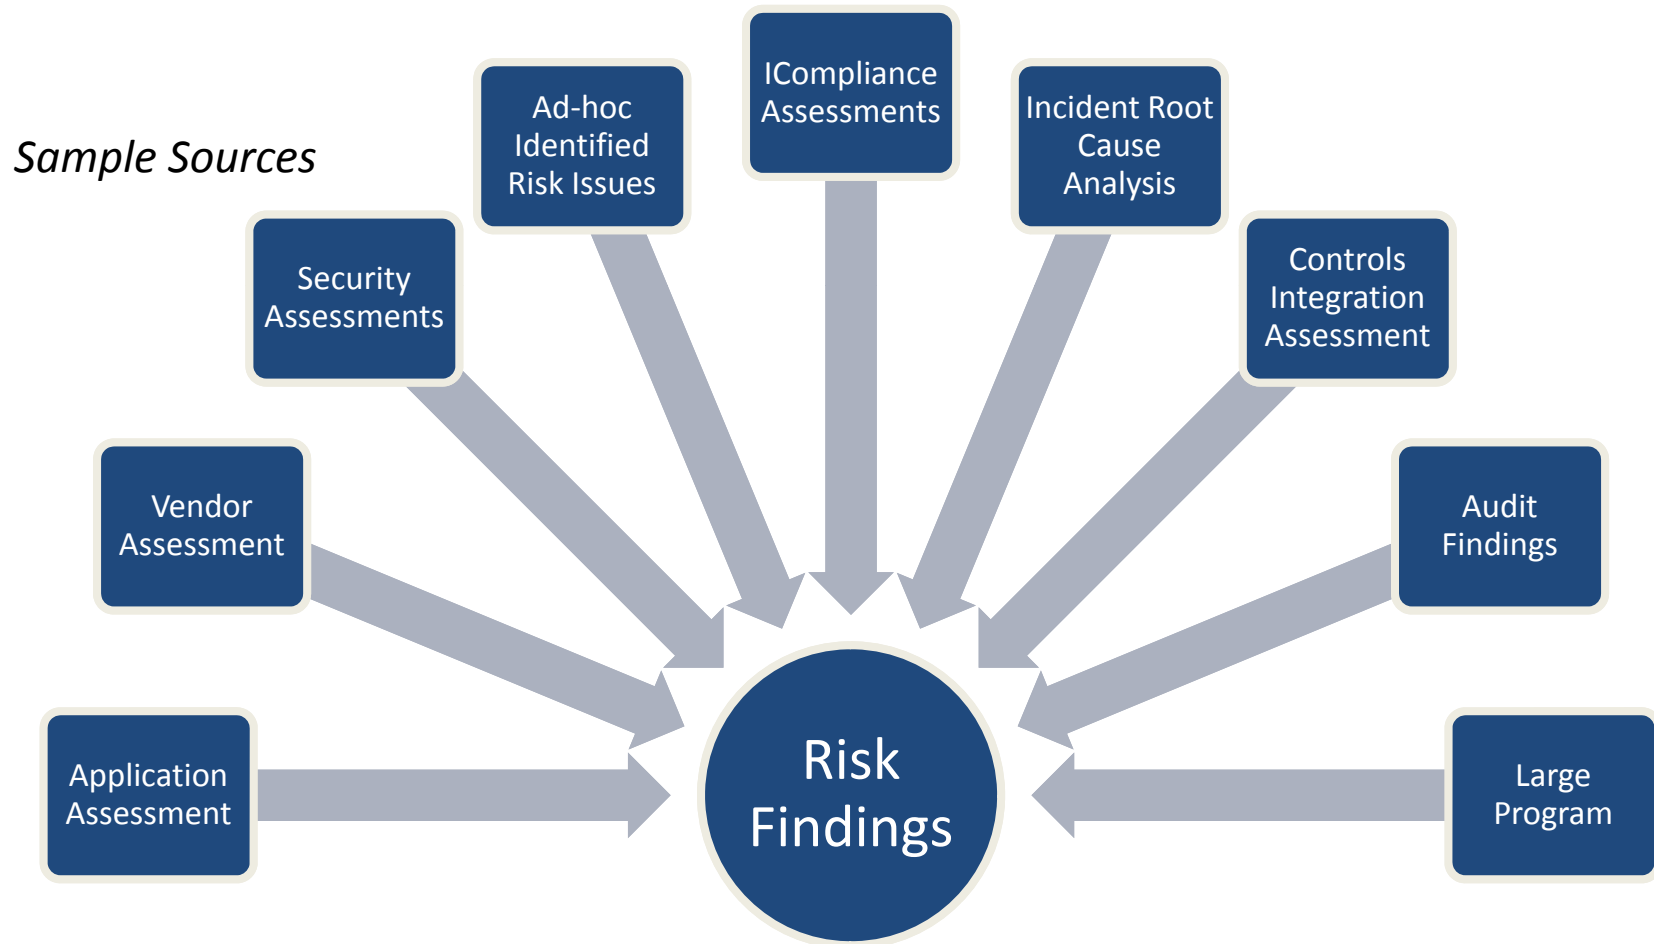 Sample Sources
Application
Assessment
Vendor
Assessment
Security
Assessments
Ad-hoc
Identified
Risk Issues
ICompliance
Assessments
Incident Root
Cause
Analysis
Controls
Integration
Assessment
Audit
Findings
Large
Program
Risk
Findings